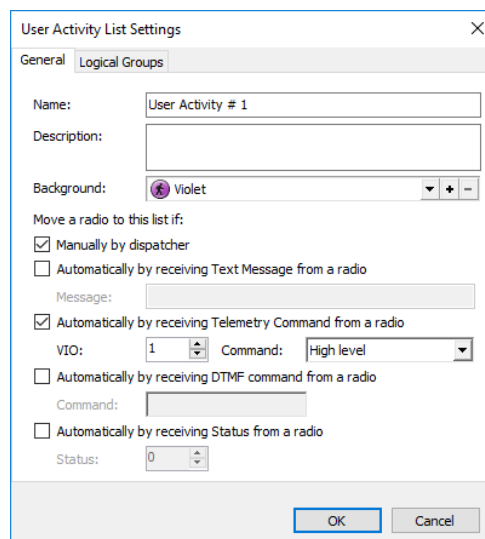 User Activity List Settings
General Logical Groups
Name: User Activity # 1
Description:
Background: Violet
Move a radio to this list if:
Manually by dispatcher
Automatically by receiving Text Message from a radio
Message:
Automatically by receiving Telemetry Command from a radio
VIO: 1 Command: High level
Automatically by receiving DTMF command from a radio
Command:
Automatically by receiving Status from a radio
Status: 0
OK Cancel